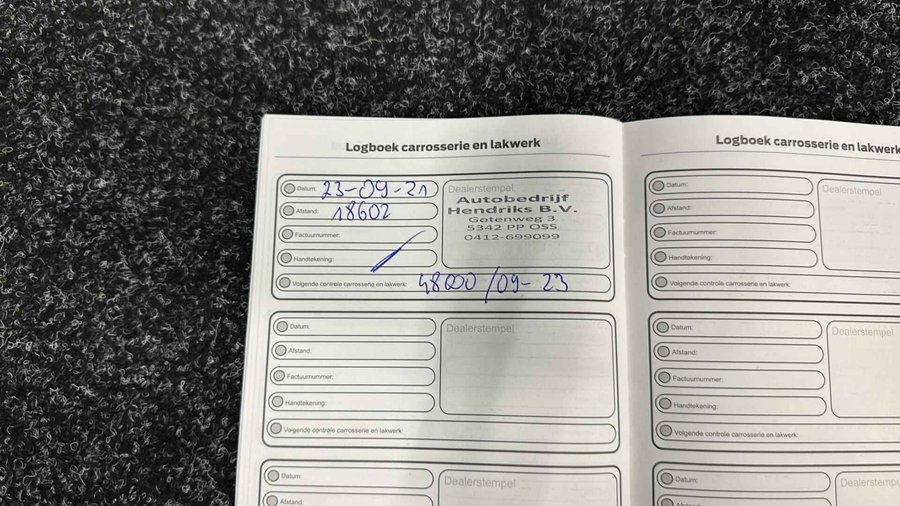 Logboek carrosserie en lakwerk
Datum: 23-09-21
Afstand: 18602
Factuurnummer:
Handtekening:
Dealerstempel
Autobedrijf
Hendriks B.V.
Gotenweg 3
5342 PP OSS
0412-699099
Volgende controle carrosserie en lakwerk: 48000/09-23
Datum:
Afstand:
Factuurnummer:
Handtekening:
Dealerstempel
Volgende controle carrosserie en lakwerk:
Datum:
Afstand:
Dealerstempel
Logboek carrosserie en lakwerk
Datum:
Afstand:
Factuurnummer:
Handtekening:
Dealerstempel
Volgende controle carrosserie en lakwerk:
Datum:
Afstand:
Factuurnummer:
Handtekening:
Dealerstempel
Volgende controle carrosserie en lakwerk:
Datum:
Afstand:
Dealerstempel